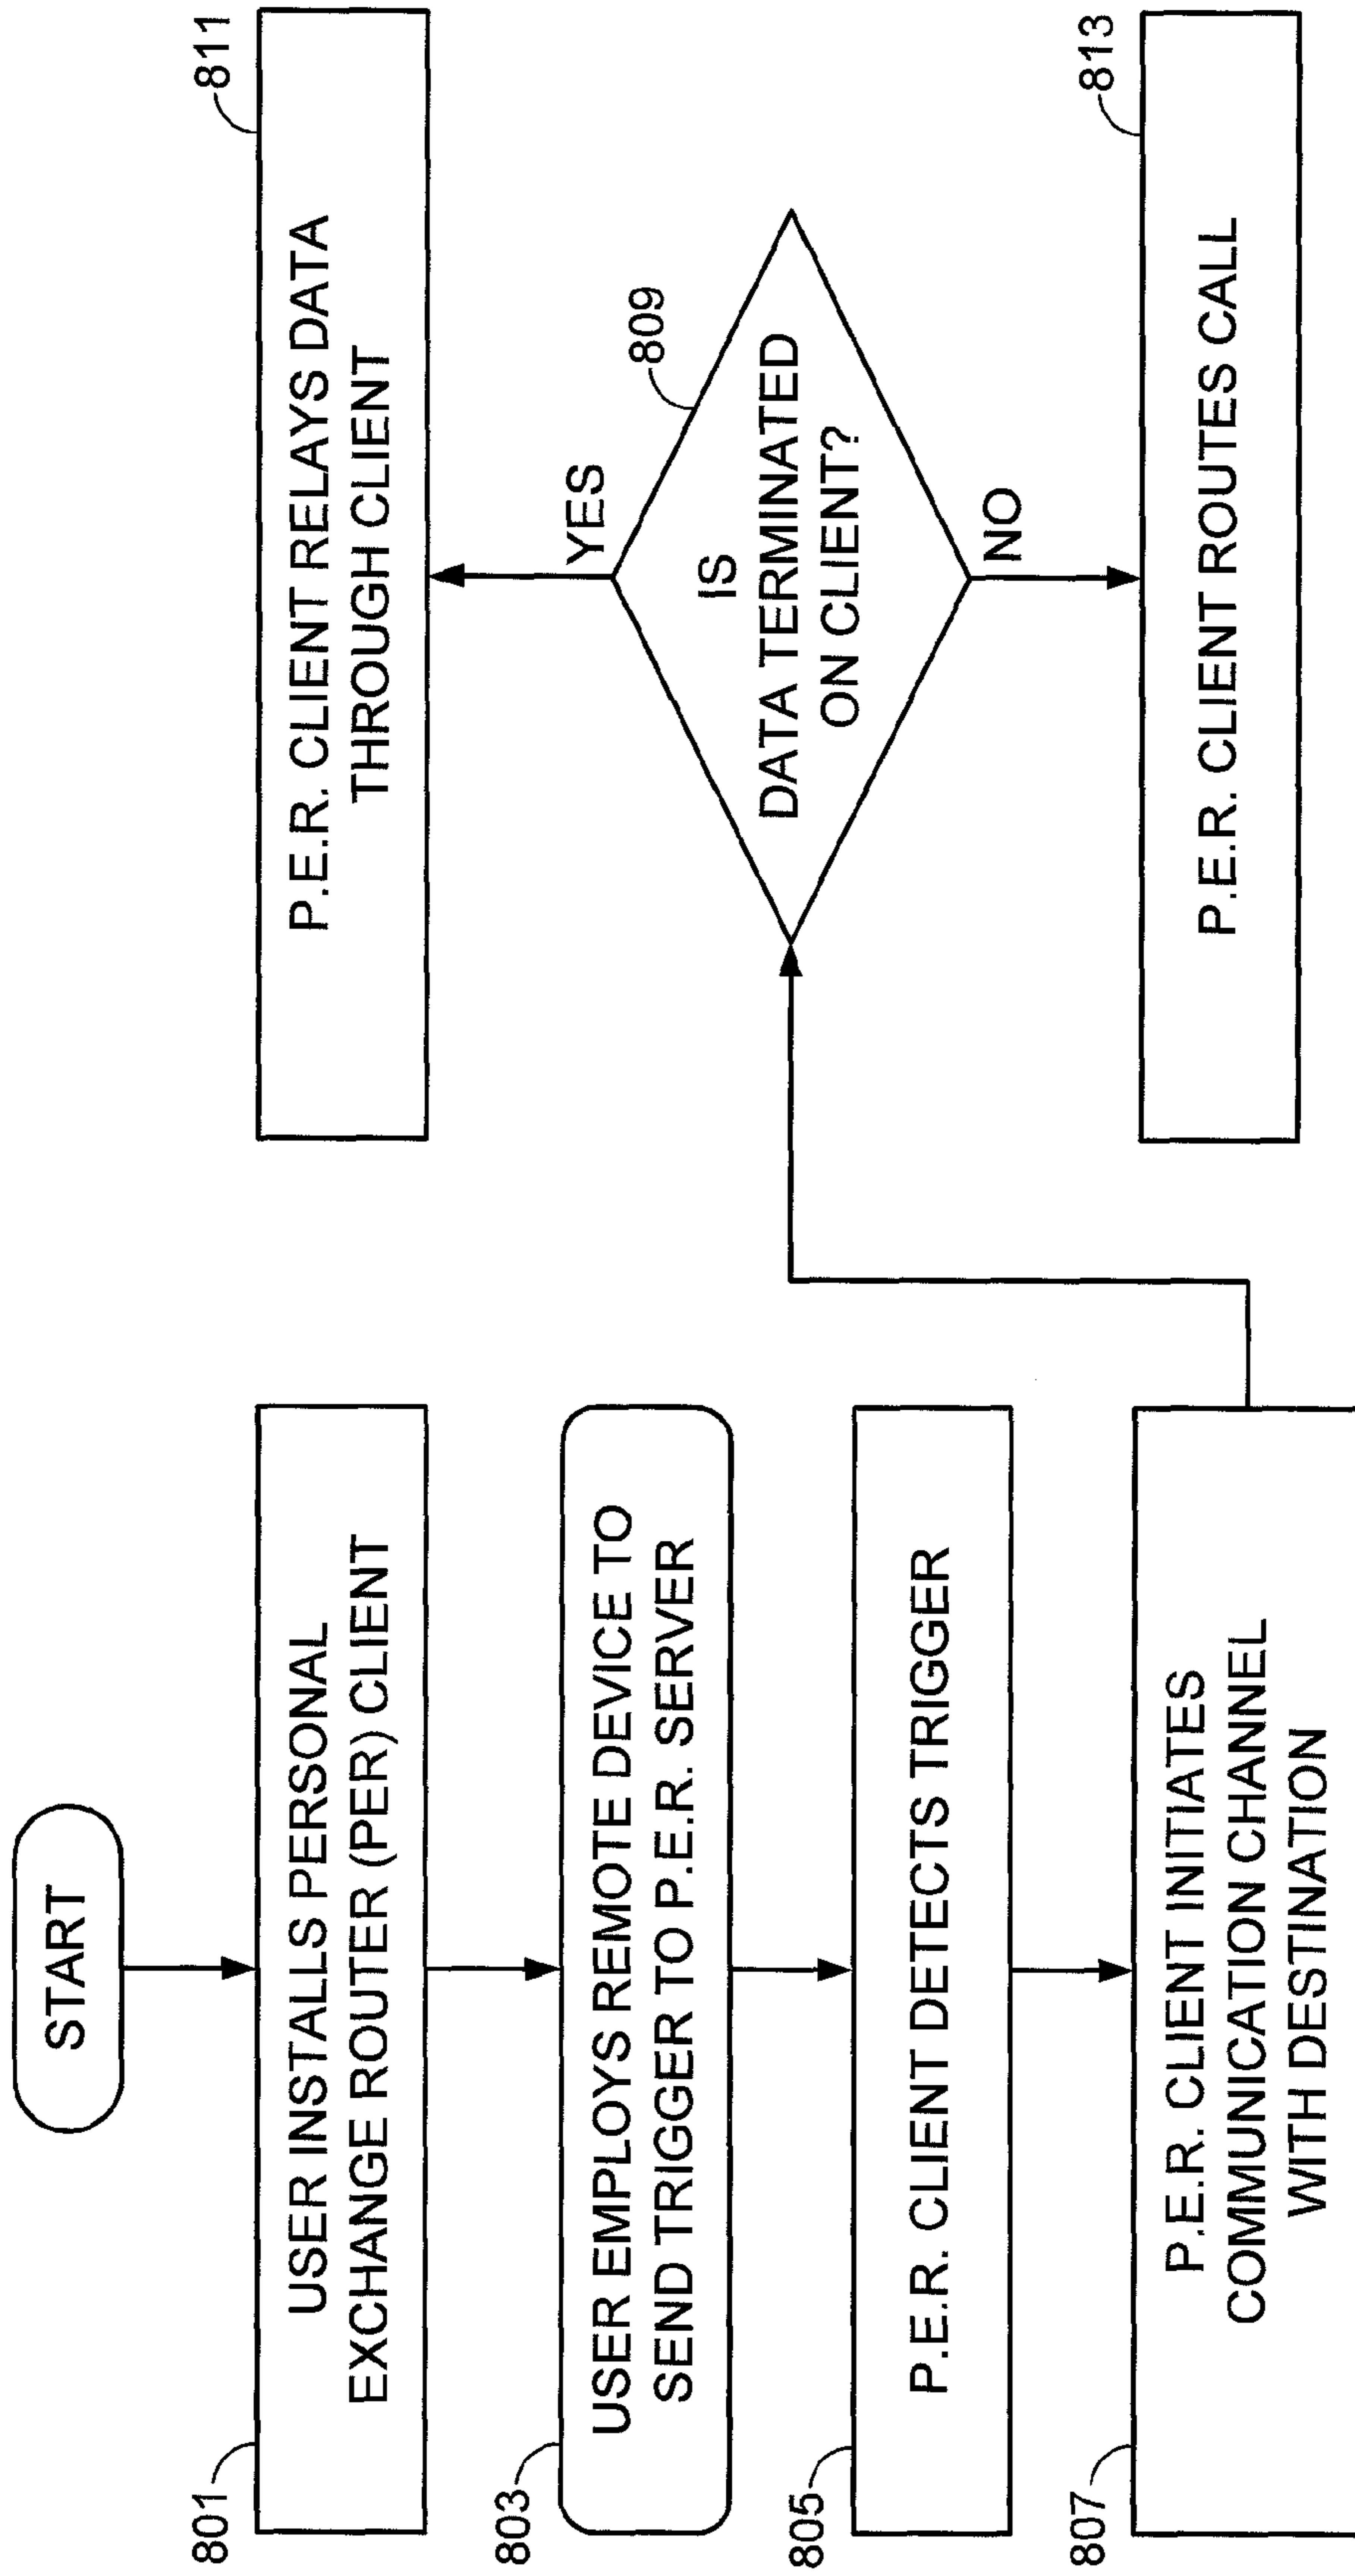 START
801
USER INSTALLS PERSONAL
EXCHANGE ROUTER (PER) CLIENT
803
USER EMPLOYS REMOTE DEVICE TO
SEND TRIGGER TO P.E.R. SERVER
805
P.E.R. CLIENT DETECTS TRIGGER
807
P.E.R. CLIENT INITIATES
COMMUNICATION CHANNEL
WITH DESTINATION
811
P.E.R. CLIENT RELAYS DATA
THROUGH CLIENT
YES
809
IS
DATA TERMINATED
ON CLIENT?
NO
813
P.E.R. CLIENT ROUTES CALL